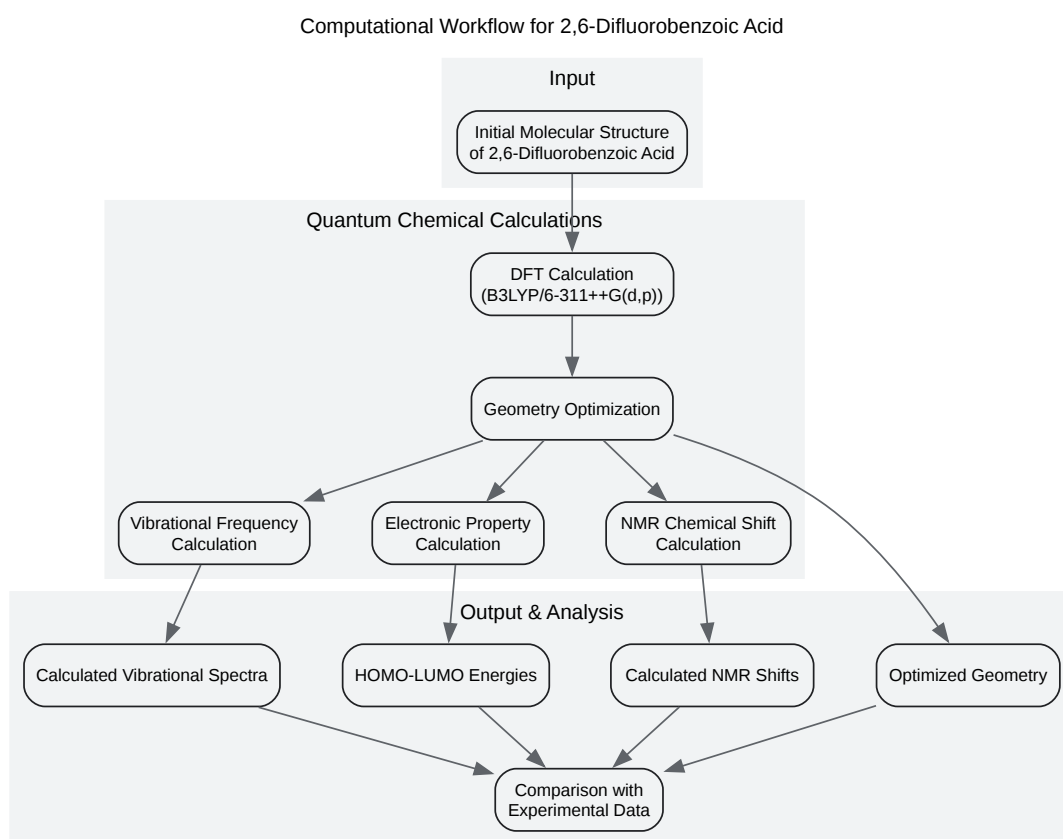 Computational Workflow for 2,6-Difluorobenzoic Acid
Input
Initial Molecular Structure
of 2,6-Difluorobenzoic Acid
Quantum Chemical Calculations
DFT Calculation
(B3LYP/6-311++G(d,p))
Geometry Optimization
Vibrational Frequency
Calculation
Electronic Property
Calculation
NMR Chemical Shift
Calculation
Output & Analysis
Calculated Vibrational Spectra
HOMO-LUMO Energies
Calculated NMR Shifts
Optimized Geometry
Comparison with
Experimental Data